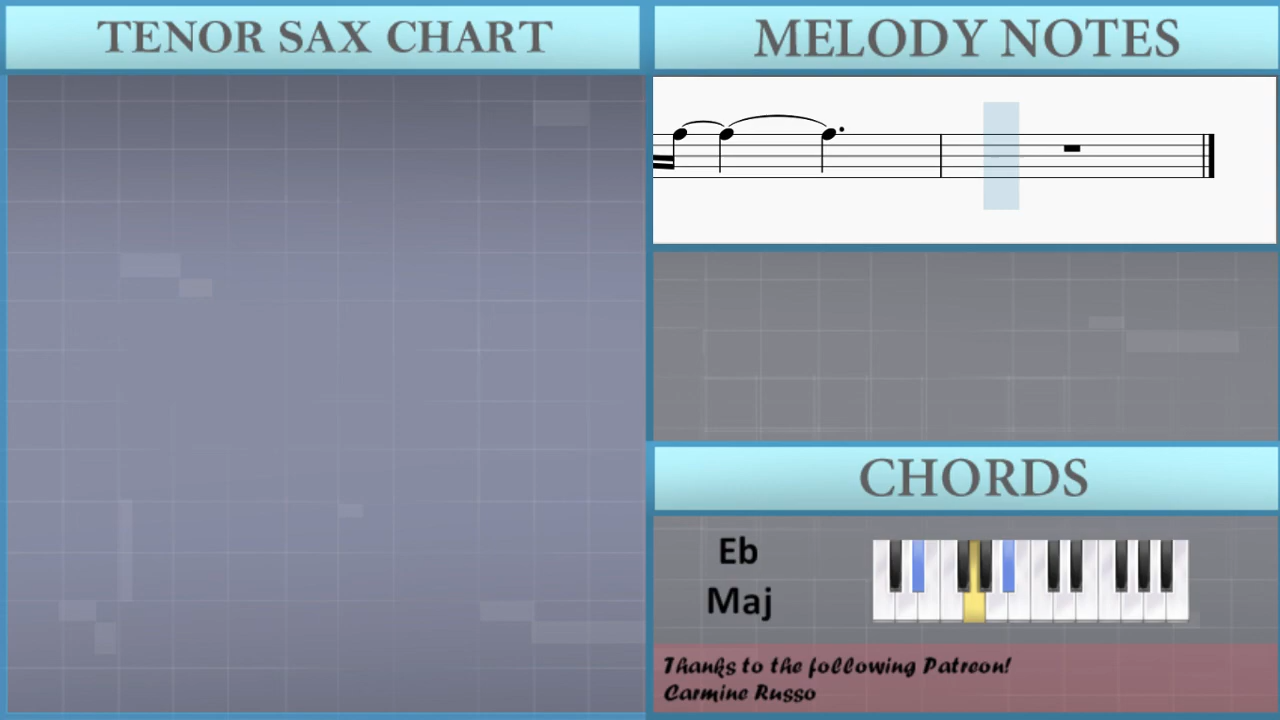 TENOR SAX CHART
MELODY NOTES
CHORDS
Eb
Maj
Thanks to the following Patreon!
Carmine Russo